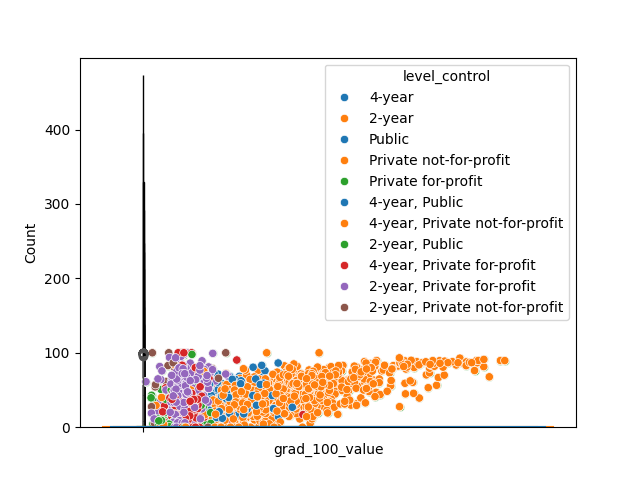 level_control
4-year
2-year
Public
Private not-for-profit
Private for-profit
4-year, Public
4-year, Private not-for-profit
2-year, Public
4-year, Private for-profit
2-year, Private for-profit
2-year, Private not-for-profit
400
300
200
100
0
Count
grad_100_value